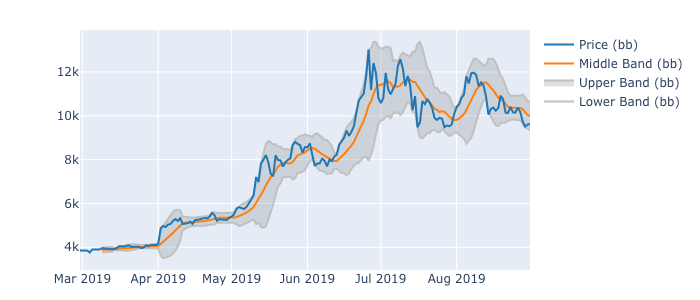 Price (bb)
Middle Band (bb)
Upper Band (bb)
Lower Band (bb)
12k
10k
8k
6k
4k
Mar 2019 Apr 2019 May 2019 Jun 2019 Jul 2019 Aug 2019